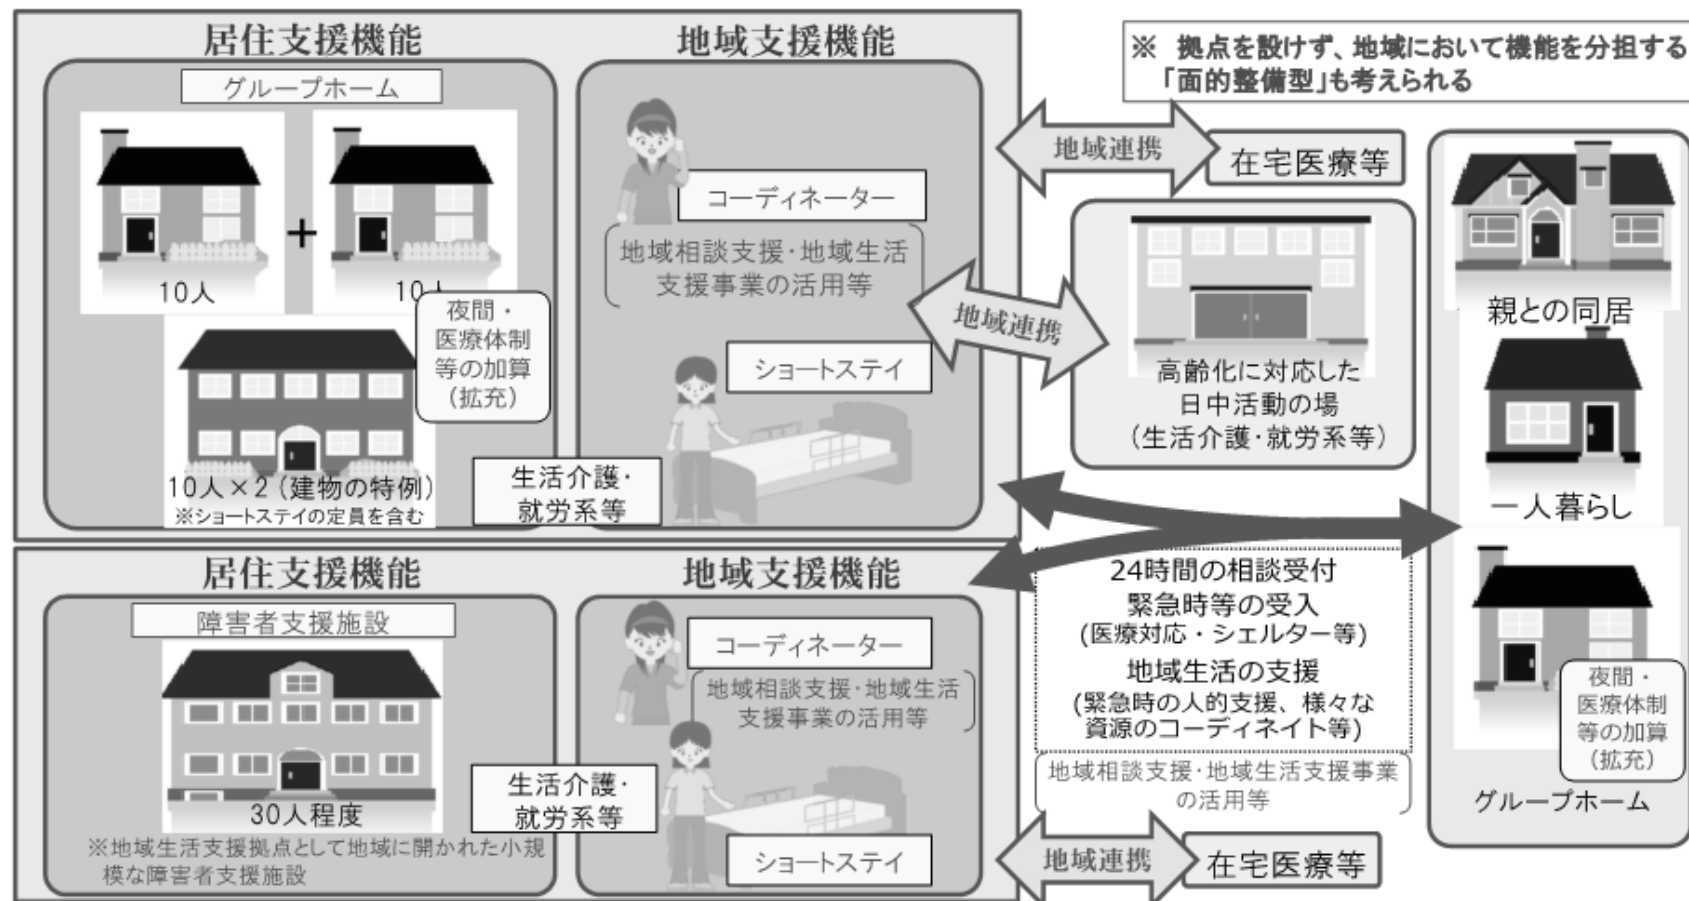 居住支援機能
グループホーム
10人
+
10人
夜間・
医療体制
等の加算
（拡充）
10人×2（建物の特例）
※ショートステイの定員を含む
地域支援機能
コーディネーター
地域相談支援・地域生活
支援事業の活用等
ショートステイ
生活介護・
就労系等
居住支援機能
障害者支援施設
30人程度
※地域生活支援拠点として地域に開かれた小規
模な障害者支援施設
地域支援機能
コーディネーター
地域相談支援・地域生活
支援事業の活用等
生活介護・
就労系等
ショートステイ
※　拠点を設けず、地域において機能を分担する
「面的整備型」も考えられる
地域連携
在宅医療等
地域連携
高齢化に対応した
日中活動の場
（生活介護・就労系等）
24時間の相談受付
緊急時等の受入
(医療対応・シェルター等)
地域生活の支援
(緊急時の人的支援、様々な
資源のコーディネイト等)
地域相談支援・地域生活支援事業
の活用等
地域連携
在宅医療等
親との同居
一人暮らし
夜間・
医療体制
等の加算
（拡充）
グループホーム